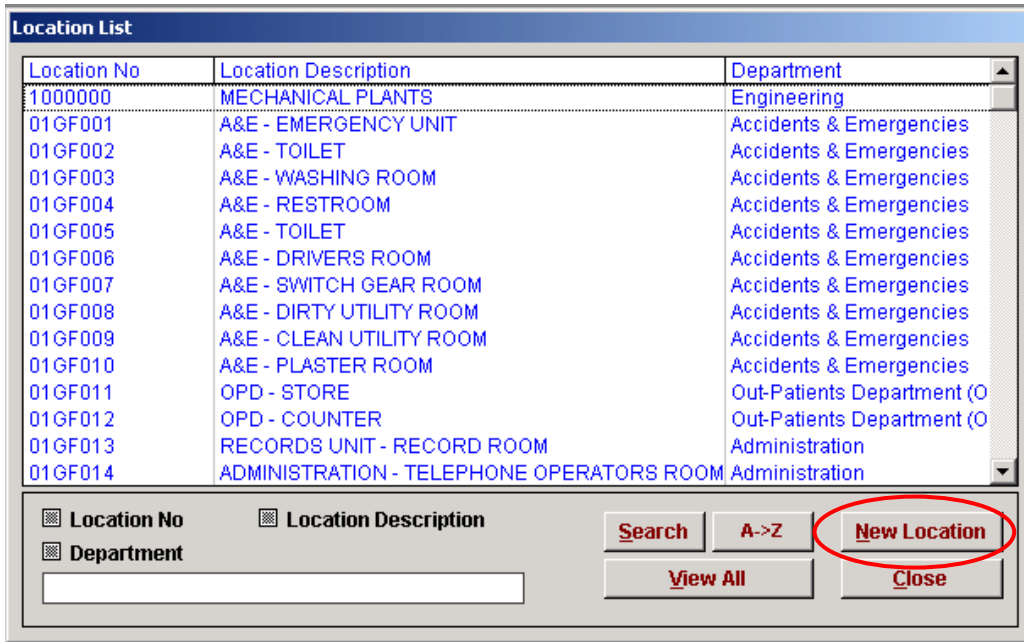 Location List
Location No Location Description Department
1000000 MECHANICAL PLANTS Engineering
01GF001 A&E - EMERGENCY UNIT Accidents & Emergencies
01GF002 A&E - TOILET Accidents & Emergencies
01GF003 A&E - WASHING ROOM Accidents & Emergencies
01GF004 A&E - RESTROOM Accidents & Emergencies
01GF005 A&E - TOILET Accidents & Emergencies
01GF006 A&E - DRIVERS ROOM Accidents & Emergencies
01GF007 A&E - SWITCH GEAR ROOM Accidents & Emergencies
01GF008 A&E - DIRTY UTILITY ROOM Accidents & Emergencies
01GF009 A&E - CLEAN UTILITY ROOM Accidents & Emergencies
01GF010 A&E - PLASTER ROOM Accidents & Emergencies
01GF011 OPD - STORE Out-Patients Department (O
01GF012 OPD - COUNTER Out-Patients Department (O
01GF013 RECORDS UNIT - RECORD ROOM Administration
01GF014 ADMINISTRATION - TELEPHONE OPERATORS ROOM Administration
Location No Location Description
Department
Search A->Z New Location
View All Close